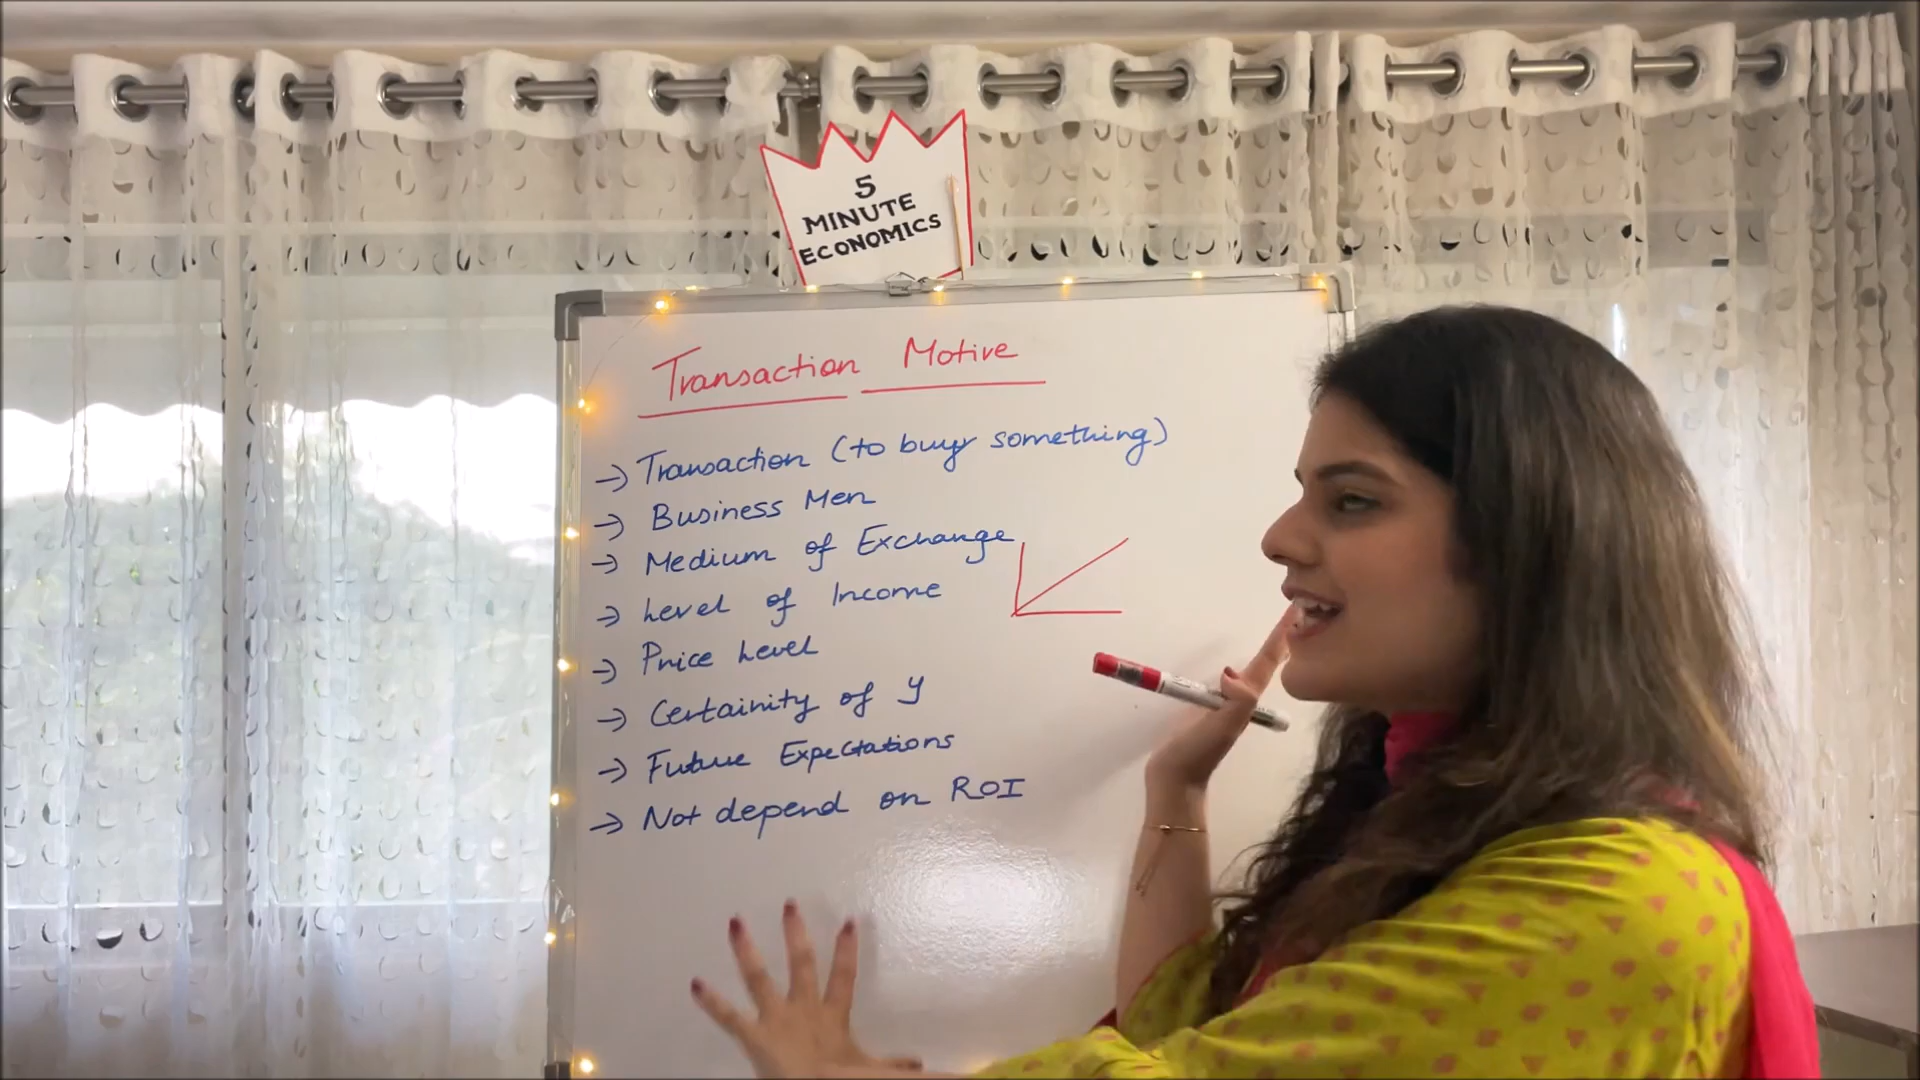 5
MINUTE
ECONOMICS
Transaction Motive
→ Transaction (to buy something)
→ Business Men
→ Medium of Exchange
→ Level of Income
→ Price Level
→ Certainity of Y
→ Future Expectations
→ Not depend on ROI